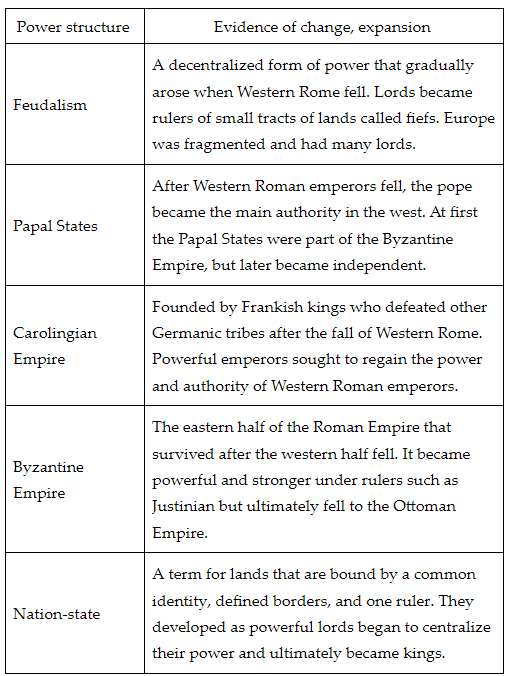 Power structure
Evidence of change, expansion
Feudalism
A decentralized form of power that gradually
arose when Western Rome fell. Lords became
rulers of small tracts of lands called fiefs. Europe
was fragmented and had many lords.
Papal States
After Western Roman emperors fell, the pope
became the main authority in the west. At first
the Papal States were part of the Byzantine
Empire, but later became independent.
Carolingian
Empire
Founded by Frankish kings who defeated other
Germanic tribes after the fall of Western Rome.
Powerful emperors sought to regain the power
and authority of Western Roman emperors.
Byzantine
Empire
The eastern half of the Roman Empire that
survived after the western half fell. It became
powerful and stronger under rulers such as
Justinian but ultimately fell to the Ottoman
Empire.
Nation-state
A term for lands that are bound by a common
identity, defined borders, and one ruler. They
developed as powerful lords began to centralize
their power and ultimately became kings.